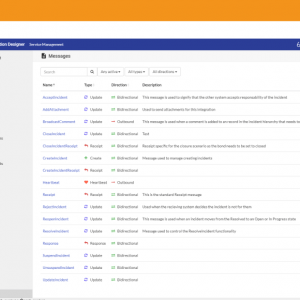 tion Designer Service Management
Messages
Search Any active All types All directions
Name Type Direction Description
AcceptIncident Update Bidirectional This message is used to signify that the other system accepts responsibility of the incident
AddAttachment Update Bidirectional Used to send attachments for this integration
BroadcastComment Update Outbound This message is used when a comment is added to an record in the incident hierarchy that needs to
CloseIncident Update Bidirectional Test
CloseIncidentReceipt Receipt Bidirectional Receipt specific for the closure scenario so the bond needs to be set to closed
CreateIncident Create Bidirectional Message used to manage creating incidents
CreateIncidentReceipt Receipt Bidirectional
Heartbeat Heartbeat Outbound
Receipt Receipt Bidirectional This is the standard Receipt message
RejectIncident Update Bidirectional Used when the receiving system decides the incident is not for them
ReopenIncident Update Bidirectional This message is used when an incident moves from the Resolved to an Open or In Progress state
ResolveIncident Update Bidirectional Message used to control the ResolveIncident functionality
Response Response Bidirectional
SuspendIncident Update Bidirectional
UnsuspendIncident Update Bidirectional
UpdateIncident Update Bidirectional